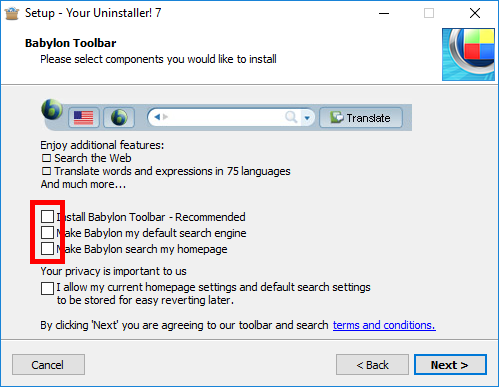 Setup - Your Uninstaller! 7
Babylon Toolbar
Please select components you would like to install
Translate
Enjoy additional features:
Search the Web
Translate words and expressions in 75 languages
And much more...
Install Babylon Toolbar - Recommended
Make Babylon my default search engine
Make Babylon search my homepage
Your privacy is important to us
I allow my current homepage settings and default search settings
to be stored for easy reverting later.
By clicking 'Next' you are agreeing to our toolbar and search terms and conditions.
Cancel
< Back
Next >